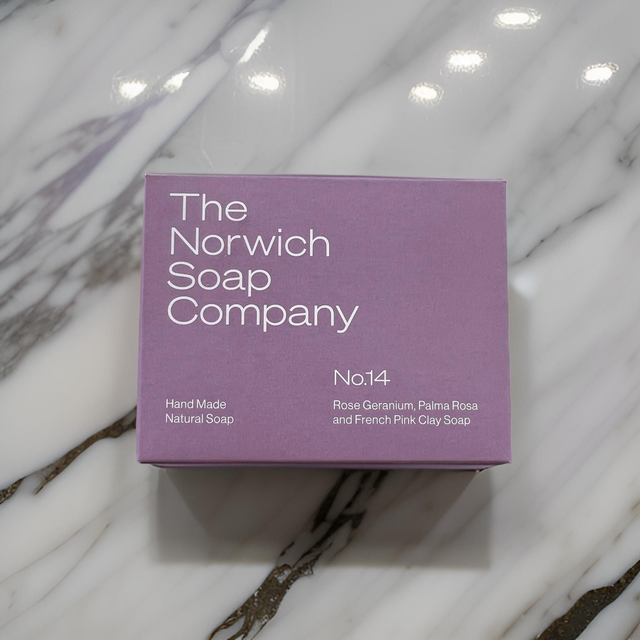 The
Norwich
Soap
Company
No.14
Hand Made
Natural Soap
Rose Geranium, Palma Rosa
and French Pink Clay Soap